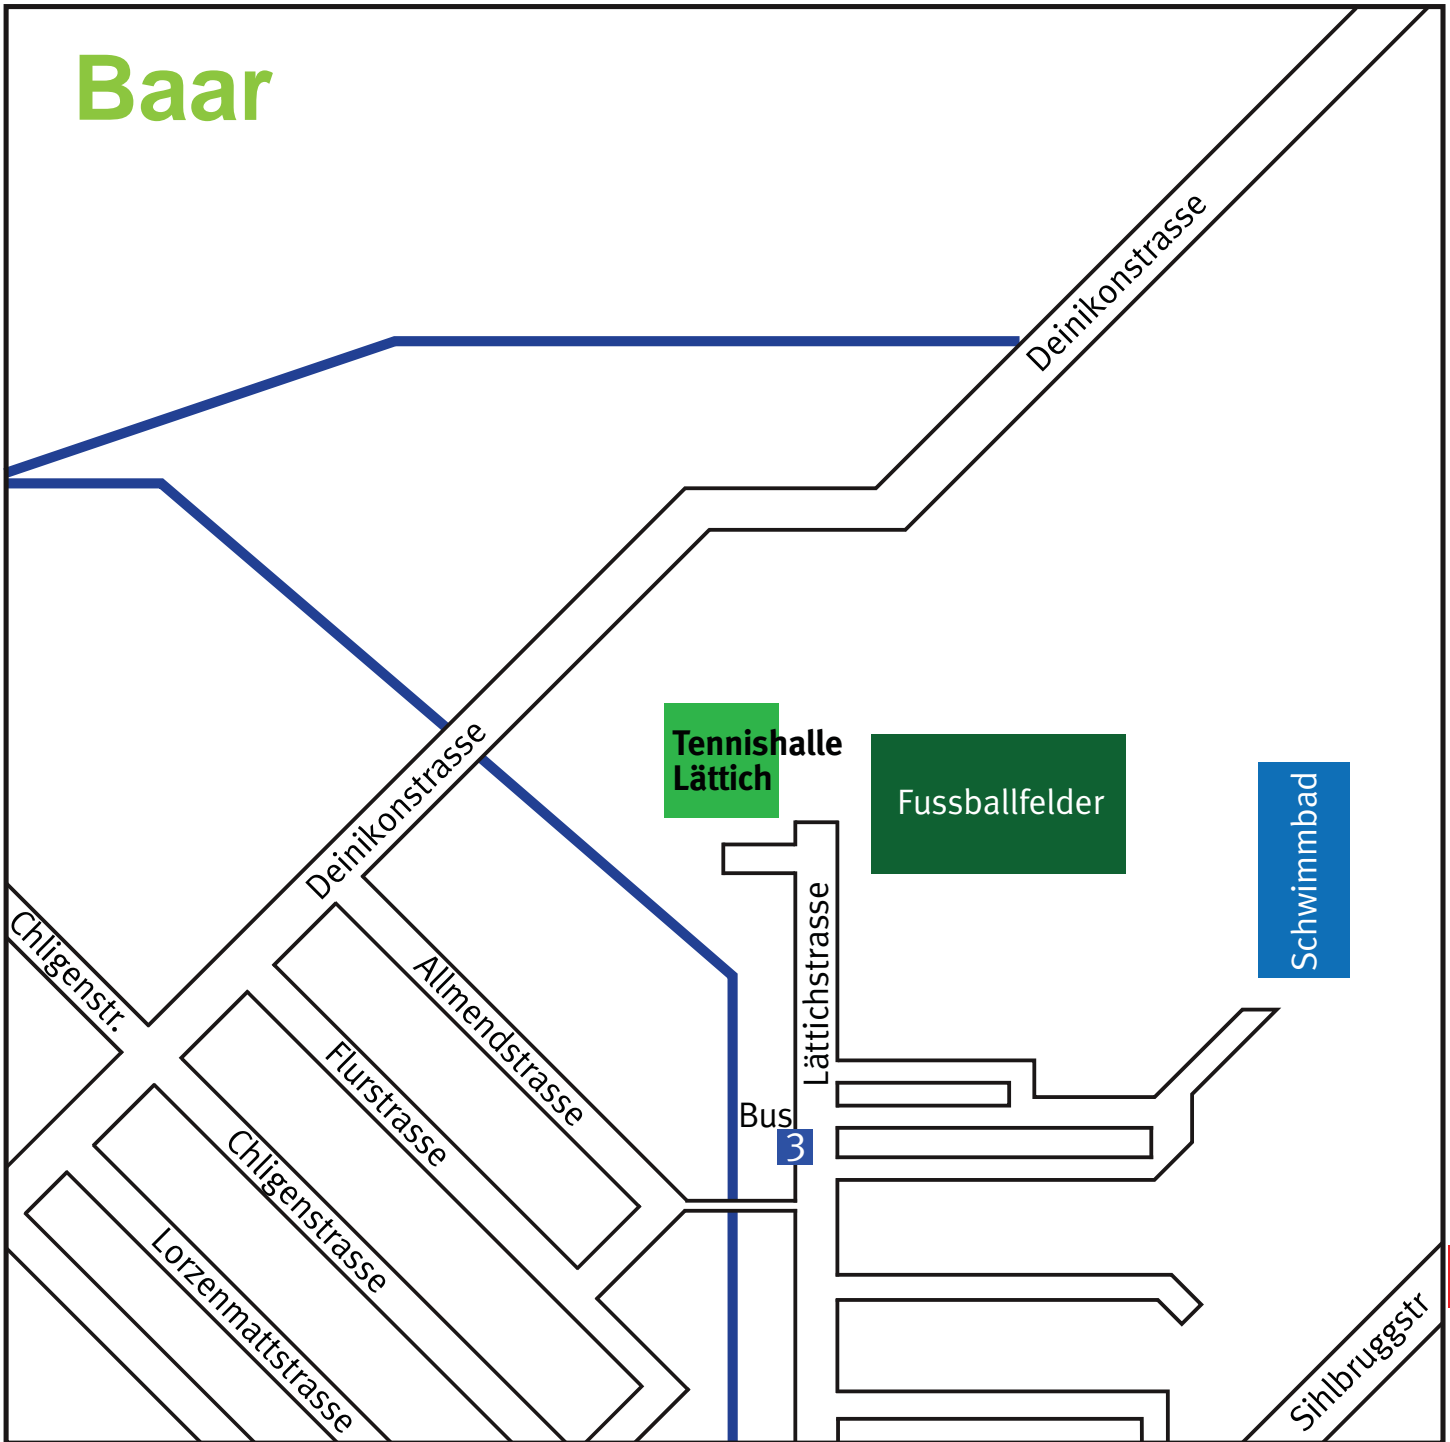 Baar
Deinikonstrasse
Deinikonstrasse
Tennishalle
Lättich
Fussballfelder
Schwimmbad
Lättichstrasse
Chligenstr.
Allmendstrasse
Flurstrasse
Bus
3
Chligenstrasse
Lorzenmattstrasse
Sihlbruggstr